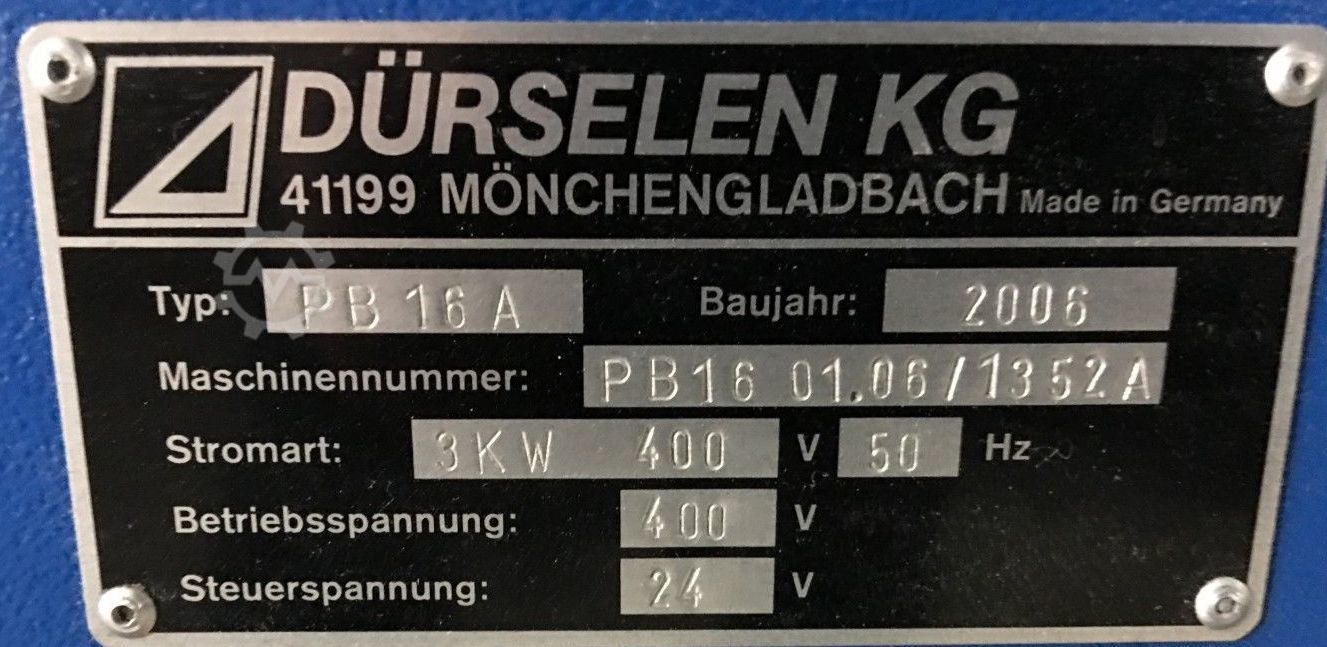 DÜRSELEN KG
41199 MÖNCHENGLADBACH Made in Germany
Typ: PB 16 A Baujahr: 2006
Maschinennummer: PB16 01.06/1352A
Stromart: 3KW 400 V 50 Hz
Betriebsspannung: 400 V
Steuerspannung: 24 V